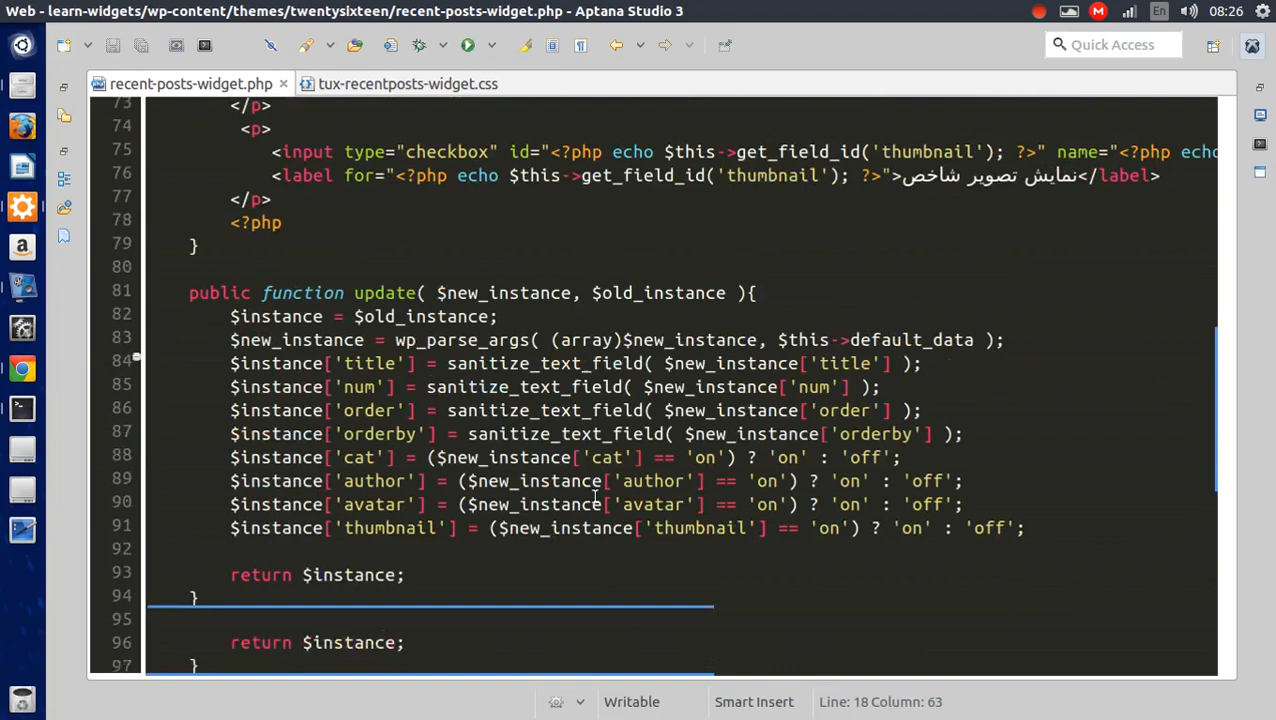 Web - learn-widgets/wp-content/themes/twentysixteen/recent-posts-widget.php - Aptana Studio 3
En
08:26
Quick Access
recent-posts-widget.php
tux-recentposts-widget.css
73 </p>
74 <p>
75 <input type="checkbox" id="<?php echo $this->get_field_id('thumbnail'); ?>" name="<?php echo
76 <label for="<?php echo $this->get_field_id('thumbnail'); ?>">نمایش تصویر شاخص</label>
77 </p>
78 <?php
79 }
80
81 public function update( $new_instance, $old_instance ){
82 $instance = $old_instance;
83 $new_instance = wp_parse_args( (array)$new_instance, $this->default_data );
84 $instance['title'] = sanitize_text_field( $new_instance['title'] );
85 $instance['num'] = sanitize_text_field( $new_instance['num'] );
86 $instance['order'] = sanitize_text_field( $new_instance['order'] );
87 $instance['orderby'] = sanitize_text_field( $new_instance['orderby'] );
88 $instance['cat'] = ($new_instance['cat'] == 'on') ? 'on' : 'off';
89 $instance['author'] = ($new_instance['author'] == 'on') ? 'on' : 'off';
90 $instance['avatar'] = ($new_instance['avatar'] == 'on') ? 'on' : 'off';
91 $instance['thumbnail'] = ($new_instance['thumbnail'] == 'on') ? 'on' : 'off';
92
93 return $instance;
94 }
95
96 return $instance;
97 }
Writable
Smart Insert
Line: 18 Column: 63